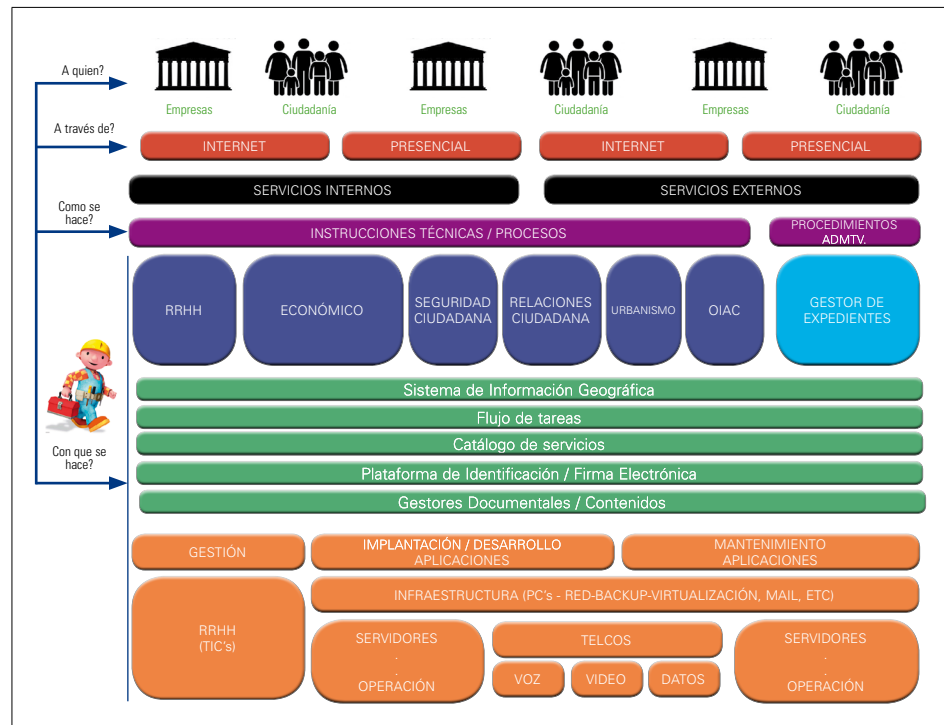 A quien?
Empresas
Ciudadanía
Empresas
Ciudadanía
Empresas
Ciudadanía
A través de?
INTERNET
PRESENCIAL
INTERNET
PRESENCIAL
SERVICIOS INTERNOS
SERVICIOS EXTERNOS
Como se
hace?
INSTRUCCIONES TÉCNICAS / PROCESOS
PROCEDIMIENTOS
ADMTV.
RRHH
ECONÓMICO
SEGURIDAD
CIUDADANA
RELACIONES
CIUDADANA
URBANISMO
OIAC
GESTOR DE
EXPEDIENTES
Con que se
hace?
Sistema de Información Geográfica
Flujo de tareas
Catálogo de servicios
Plataforma de Identificación / Firma Electrónica
Gestores Documentales / Contenidos
GESTIÓN
IMPLANTACIÓN / DESARROLLO
APLICACIONES
MANTENIMIENTO
APLICACIONES
RRHH
(TIC's)
INFRAESTRUCTURA (PC's - RED-BACKUP-VIRTUALIZACIÓN, MAIL, ETC)
SERVIDORES
.
.
OPERACIÓN
TELCOS
VOZ
VIDEO
DATOS
SERVIDORES
.
.
OPERACIÓN